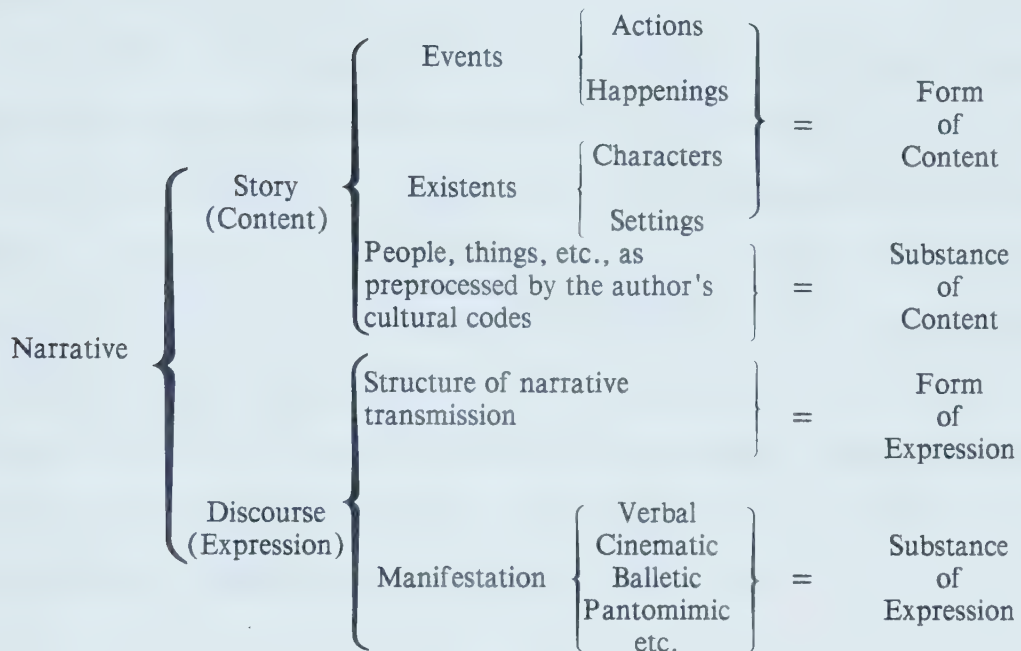 Narrative
Story
(Content)
Events
Actions
Happenings
Existents
Characters
Settings
=
Form
of
Content
People, things, etc., as
preprocessed by the author's
cultural codes
=
Substance
of
Content
Discourse
(Expression)
Structure of narrative
transmission
=
Form
of
Expression
Manifestation
Verbal
Cinematic
Balletic
Pantomimic
etc.
=
Substance
of
Expression